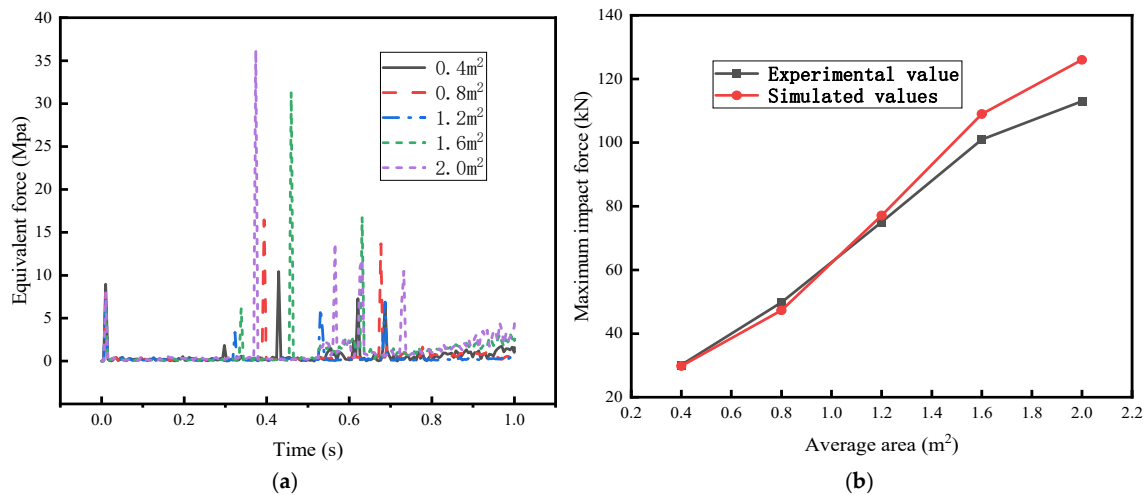 40
35
30
25
20
15
10
5
0
Equivalent force (Mpa)
0.4m²
0.8m²
1.2m²
1.6m²
2.0m²
0.0 0.2 0.4 0.6 0.8 1.0
Time (s)
(a)
140
120
100
80
60
40
20
Maximum impact force (kN)
Experimental value
Simulated values
0.2 0.4 0.6 0.8 1.0 1.2 1.4 1.6 1.8 2.0 2.2
Average area (m²)
(b)